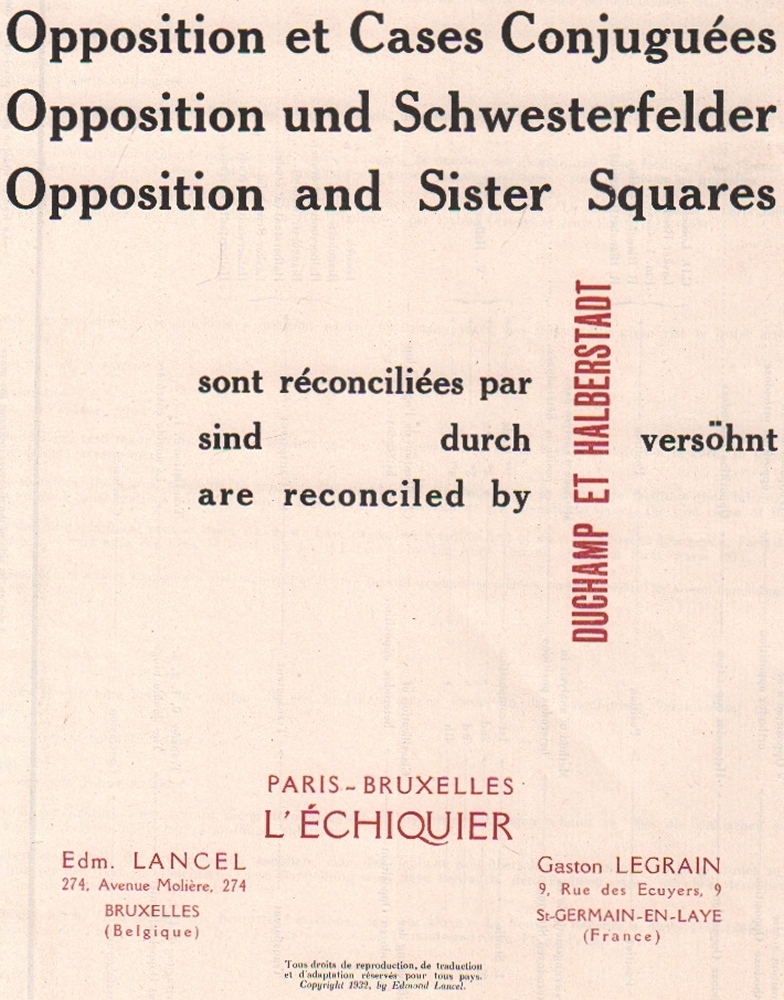 Opposition et Cases Conjuguées
Opposition und Schwesterfelder
Opposition and Sister Squares
sont réconciliées par
sind durch versöhnt
are reconciled by
DUCHAMP ET HALBERSTADT
PARIS - BRUXELLES
L'ÉCHIQUIER
Edm. LANCEL
274, Avenue Molière, 274
BRUXELLES
(Belgique)
Gaston LEGRAIN
9, Rue des Ecuyers, 9
St-GERMAIN-EN-LAYE
(France)
Tous droits de reproduction, de traduction
et d'adaptation réservés pour tous pays.
Copyright 1932, by Edmond Lancel.